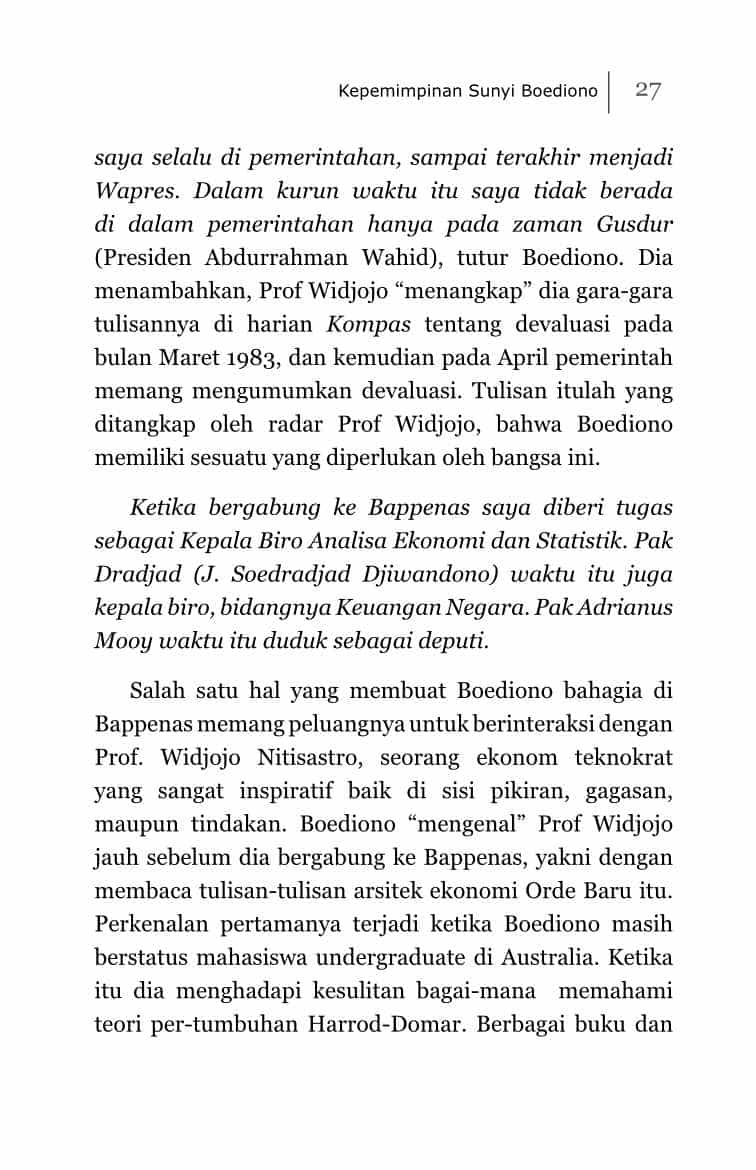 Kepemimpinan Sunyi Boediono 27
saya selalu di pemerintahan, sampai terakhir menjadi
Wapres. Dalam kurun waktu itu saya tidak berada
di dalam pemerintahan hanya pada zaman Gusdur
(Presiden Abdurrahman Wahid), tutur Boediono. Dia
menambahkan, Prof Widjojo “menangkap” dia gara-gara
tulisannya di harian Kompas tentang devaluasi pada
bulan Maret 1983, dan kemudian pada April pemerintah
memang mengumumkan devaluasi. Tulisan itulah yang
ditangkap oleh radar Prof Widjojo, bahwa Boediono
memiliki sesuatu yang diperlukan oleh bangsa ini.
Ketika bergabung ke Bappenas saya diberi tugas
sebagai Kepala Biro Analisa Ekonomi dan Statistik. Pak
Dradjad (J. Soedradjad Djiwandono) waktu itu juga
kepala biro, bidangnya Keuangan Negara. Pak Adrianus
Mooy waktu itu duduk sebagai deputi.
Salah satu hal yang membuat Boediono bahagia di
Bappenas memang peluangnya untuk berinteraksi dengan
Prof. Widjojo Nitisastro, seorang ekonom teknokrat
yang sangat inspiratif baik di sisi pikiran, gagasan,
maupun tindakan. Boediono “mengenal” Prof Widjojo
jauh sebelum dia bergabung ke Bappenas, yakni dengan
membaca tulisan-tulisan arsitek ekonomi Orde Baru itu.
Perkenalan pertamanya terjadi ketika Boediono masih
berstatus mahasiswa undergraduate di Australia. Ketika
itu dia menghadapi kesulitan bagai-mana memahami
teori per-tumbuhan Harrod-Domar. Berbagai buku dan